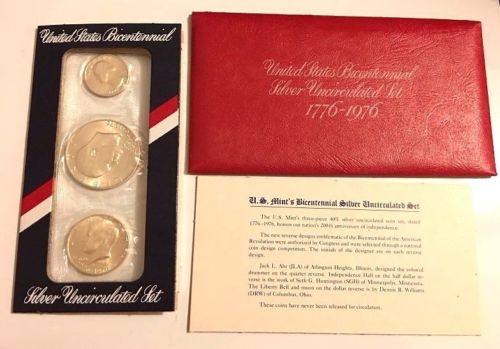 United States Bicentennial
Silver Uncirculated Set
United States Bicentennial
Silver Uncirculated Set
1776-1976
U.S. Mint's Bicentennial Silver Uncirculated Set
The U.S. Mint's three-piece 40% silver uncirculated coin set, dated
1776-1976, honors our nation's 200th anniversary of independence.
The new reverse designs emblematic of the Bicentennial of the American
Revolution were authorized by Congress and were selected through a national
coin design competition. The initials of the designer are on each reverse
design.
Jack L. Ahr (JLA) of Arlington Heights, Illinois, designed the colonial
drummer on the quarter reverse. Independence Hall on the half dollar reverse
is the work of Seth G. Huntington (SGH) of Minneapolis, Minnesota.
The Liberty Bell and moon on the dollar reverse is by Dennis R. Williams
(DRW) of Columbus, Ohio.
These coins have never been released for circulation.